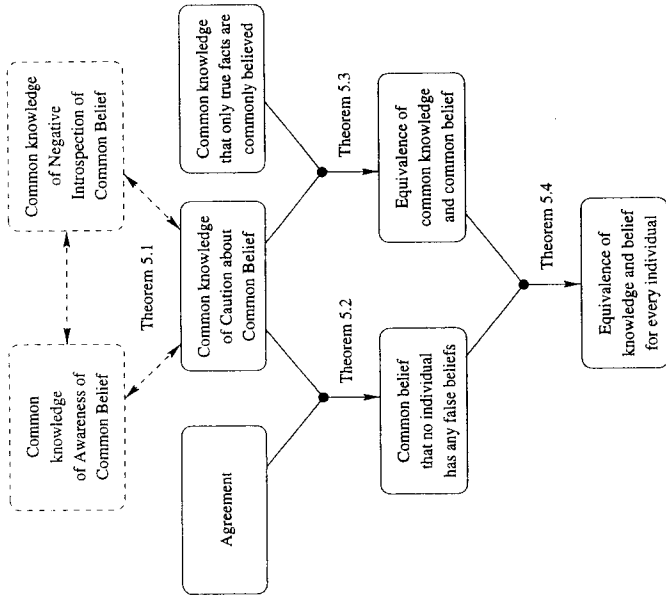 Common
knowledge
of Awareness of
Common Belief
Common knowledge
of Negative
Introspection of
Common Belief
Theorem 5.1
Agreement
Common knowledge
of Caution about
Common Belief
Common knowledge
that only true facts are
commonly believed
Theorem 5.2
Theorem 5.3
Common belief
that no individual
has any false beliefs
Equivalence of
common knowledge
and common belief
Theorem 5.4
Equivalence of
knowledge and belief
for every individual